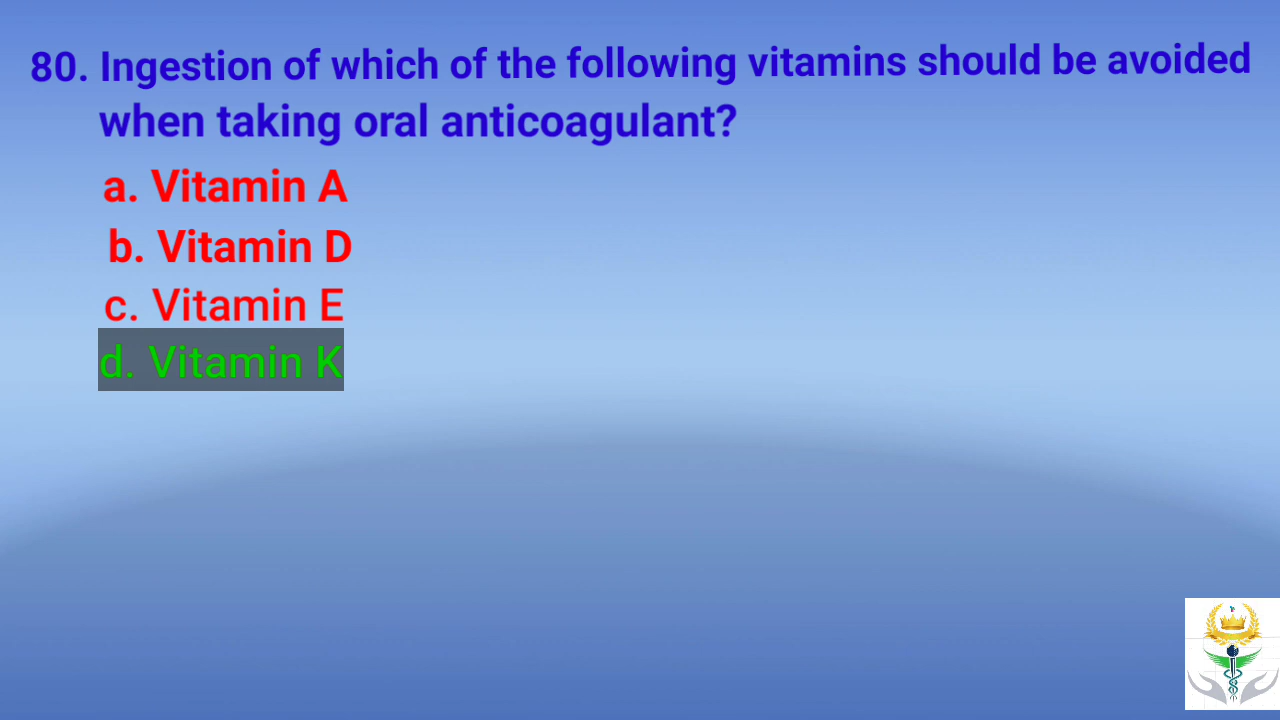 80. Ingestion of which of the following vitamins should be avoided
when taking oral anticoagulant?
a. Vitamin A
b. Vitamin D
c. Vitamin E
d. Vitamin K